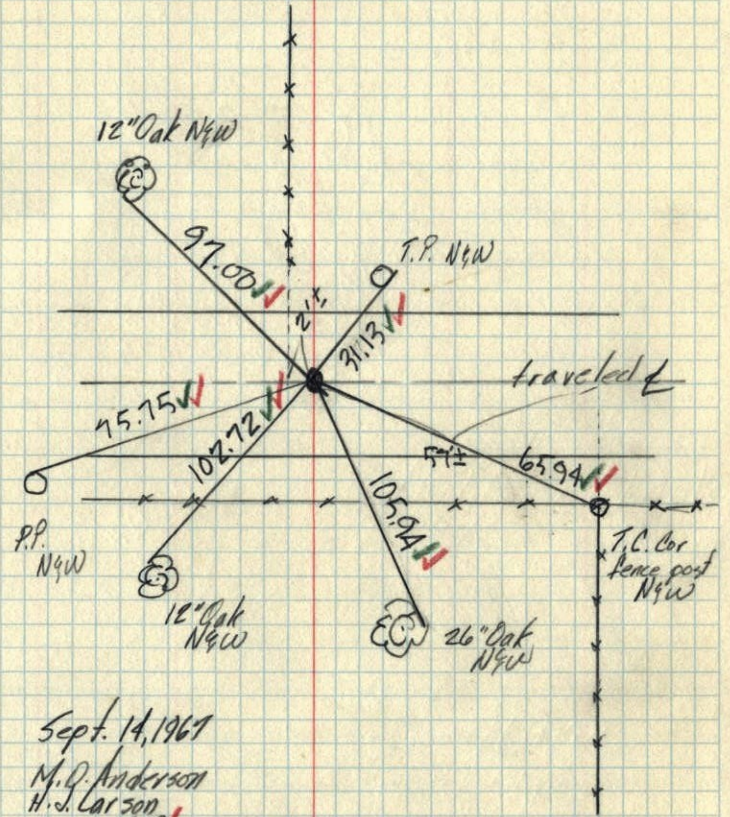 12" Oak N&W
T.P. N&W
97.00
2'±
31.13
traveled ℄
75.75
102.72
57'±
65.94
105.94
P.P.
N&W
T.C. Cor
fence post
N&W
12" Oak
N&W
26" Oak
N&W
Sept. 14, 1967
M.O. Anderson
H.J. Carson